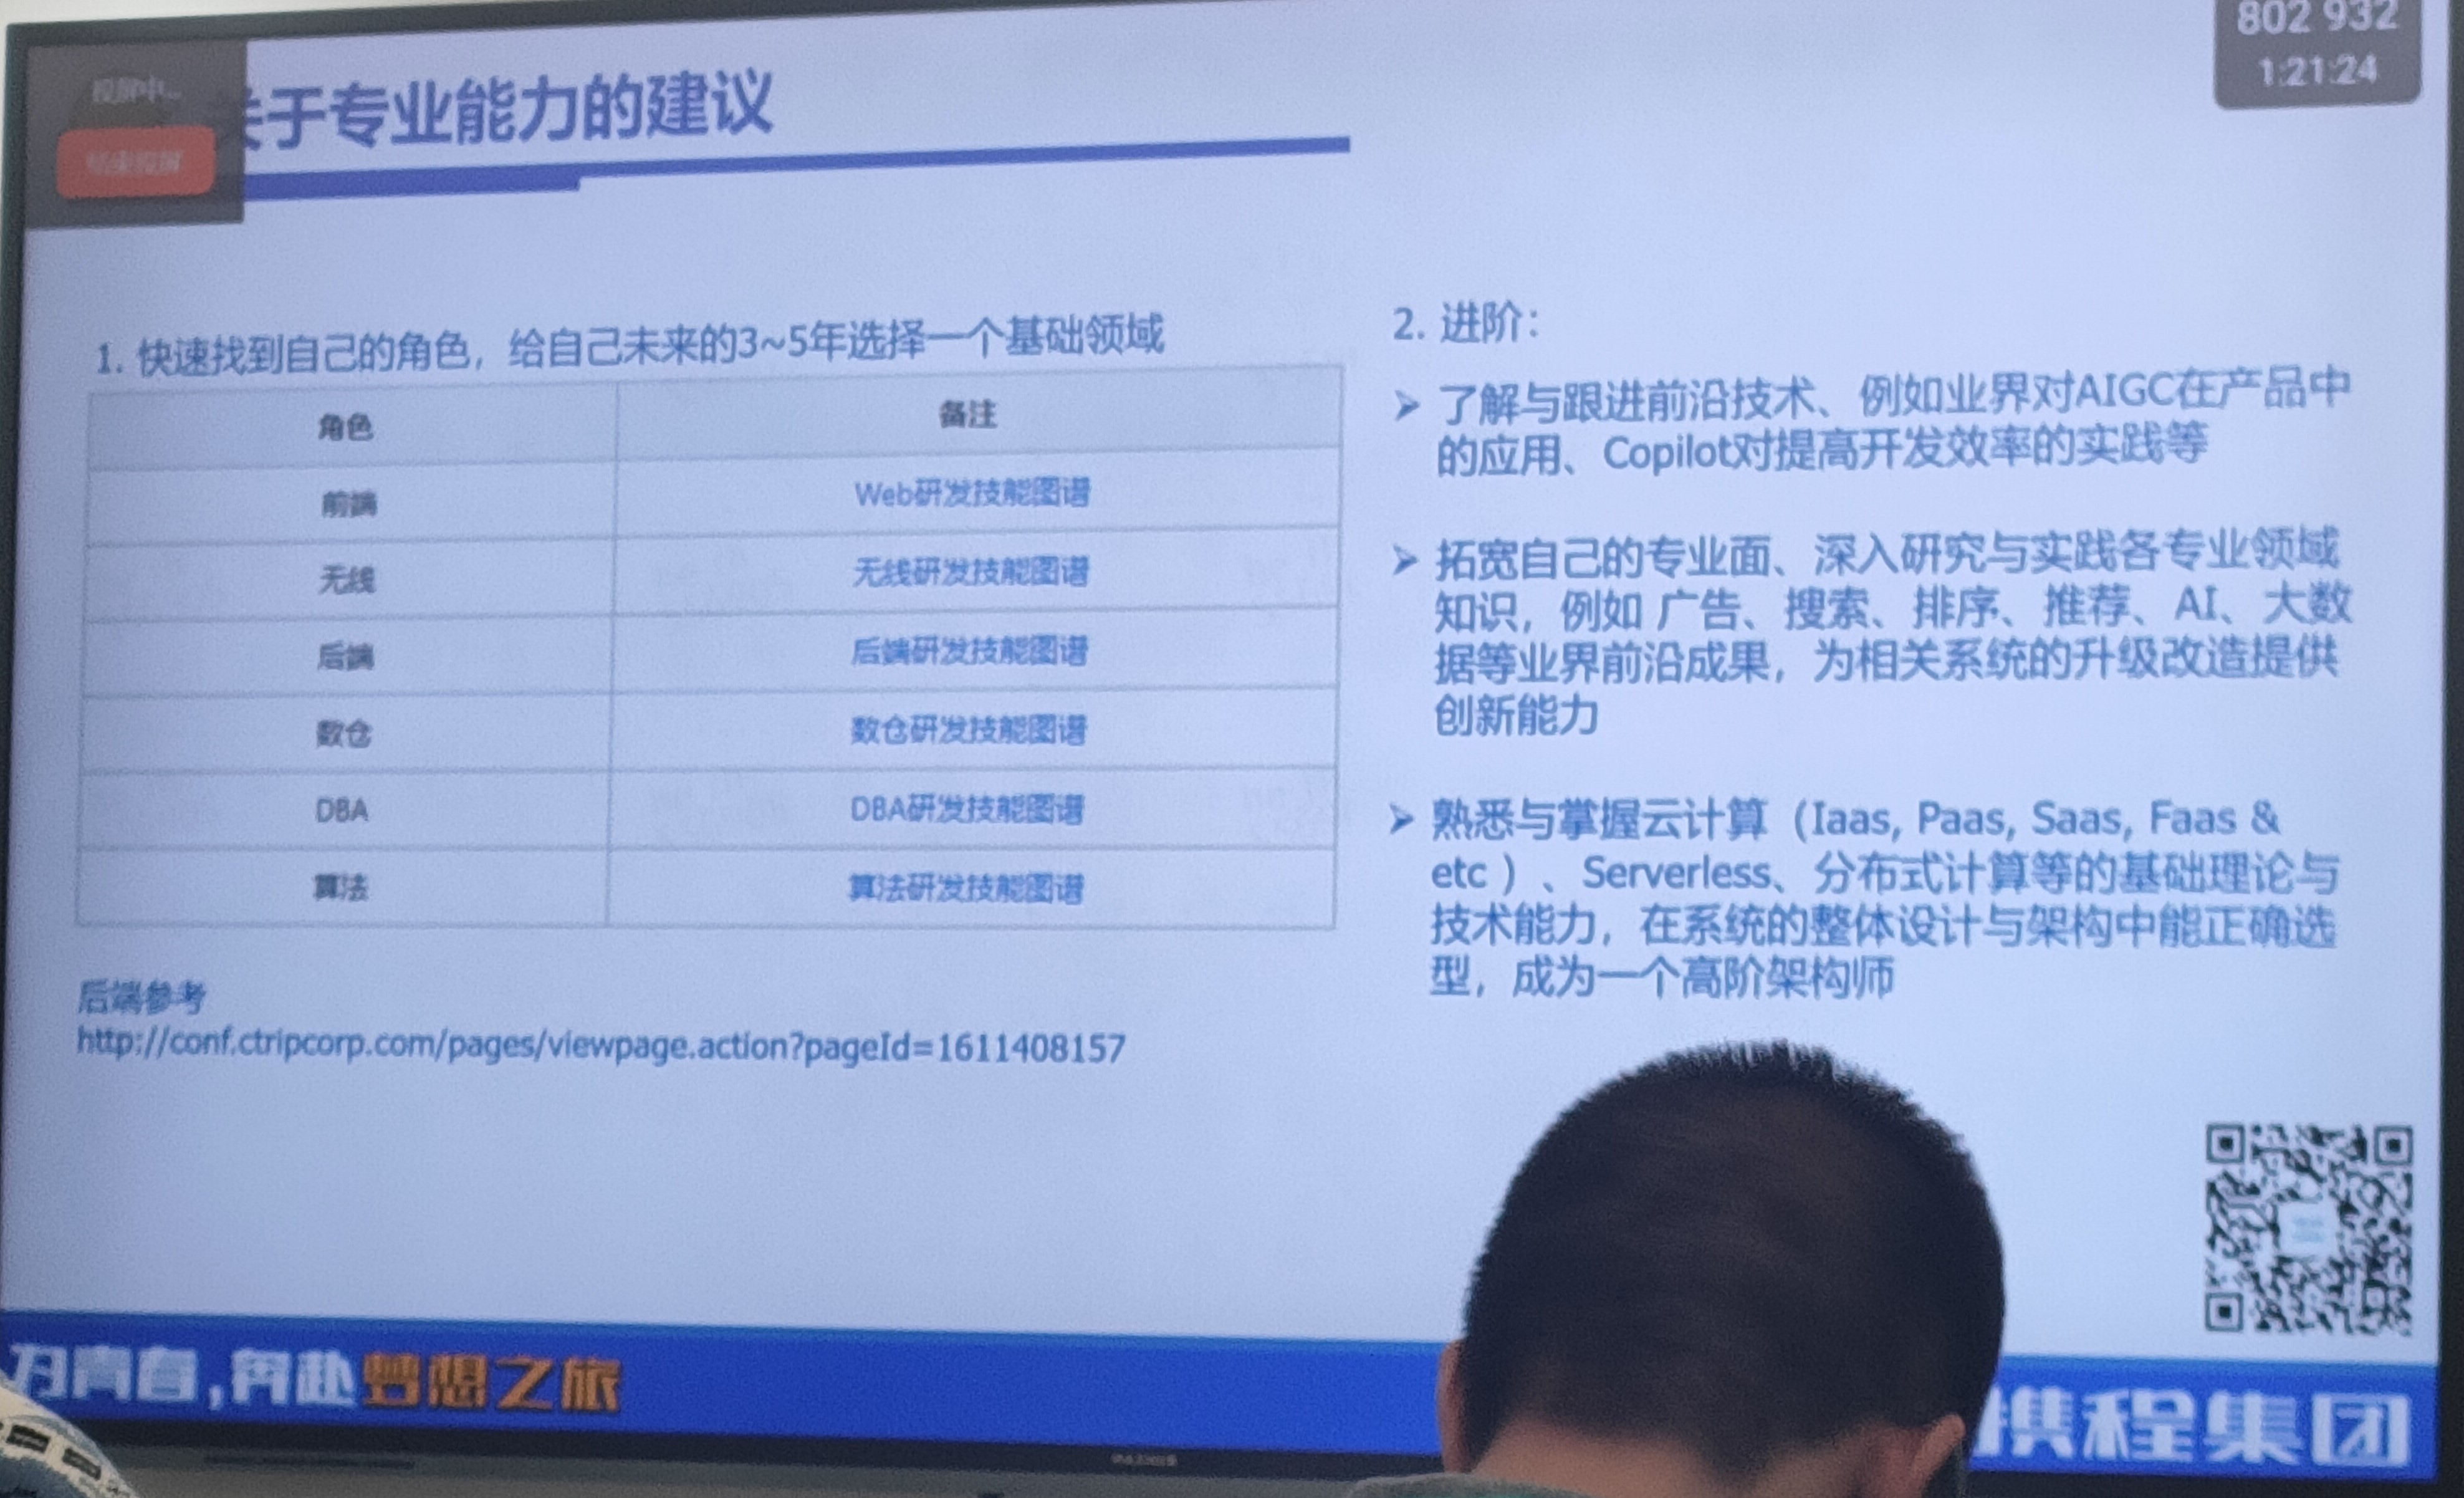 802 932
1:21:24
投屏中...
关于专业能力的建议
1. 快速找到自己的角色，给自己未来的3~5年选择一个基础领域
角色 备注
前端 Web研发技能图谱
无线 无线研发技能图谱
后端 后端研发技能图谱
数仓 数仓研发技能图谱
DBA DBA研发技能图谱
算法 算法研发技能图谱
后端参考
http://conf.ctripcorp.com/pages/viewpage.action?pageId=1611408157
2. 进阶：
➢ 了解与跟进前沿技术、例如业界对AIGC在产品中
的应用、Copilot对提高开发效率的实践等
➢ 拓宽自己的专业面、深入研究与实践各专业领域
知识，例如 广告、搜索、排序、推荐、AI、大数
据等业界前沿成果，为相关系统的升级改造提供
创新能力
➢ 熟悉与掌握云计算（Iaas, Paas, Saas, Faas &
etc ）、Serverless、分布式计算等的基础理论与
技术能力，在系统的整体设计与架构中能正确选
型，成为一个高阶架构师
青春，奔赴梦想之旅
携程集团